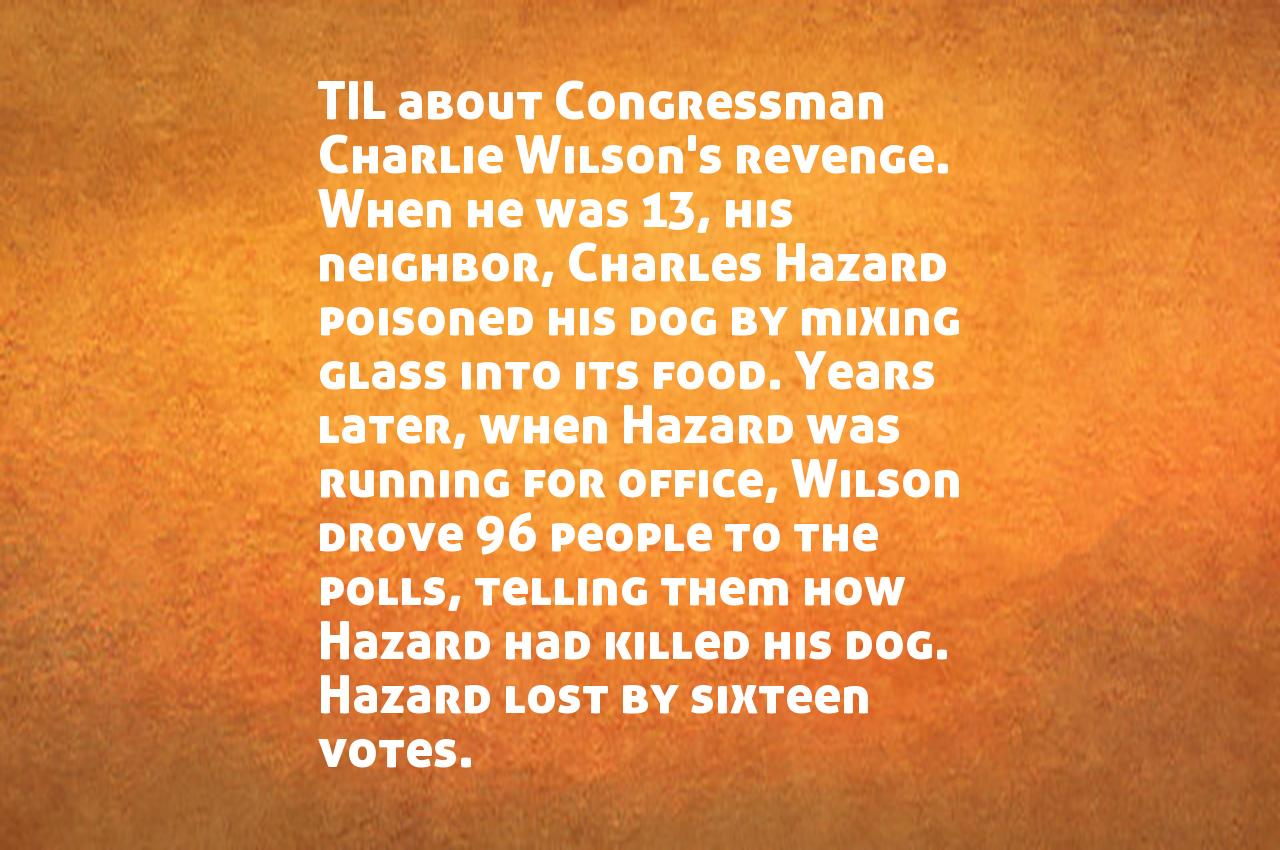 TIL about Congressman
Charlie Wilson's revenge.
When he was 13, his
neighbor, Charles Hazard
poisoned his dog by mixing
glass into its food. Years
later, when Hazard was
running for office, Wilson
drove 96 people to the
polls, telling them how
Hazard had killed his dog.
Hazard lost by sixteen
votes.